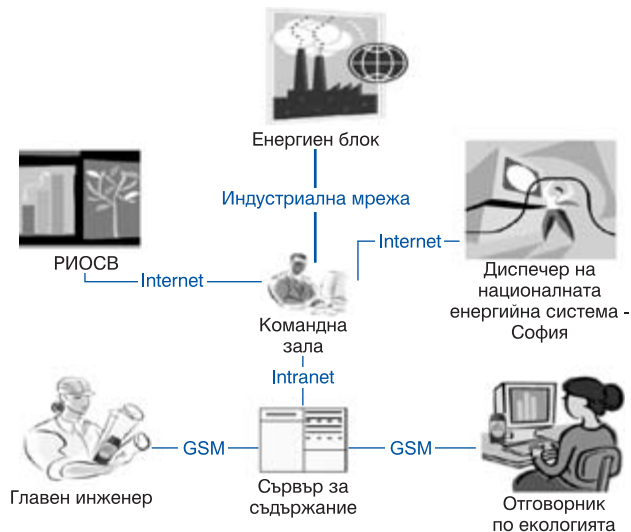 Енергиен блок
Индустриална мрежа
РИОСВ
Internet
Internet
Диспечер на
националната
енергийна система -
София
Командна
зала
Intranet
GSM
GSM
Главен инженер
Сървър за
съдържание
Отговорник
по екологията